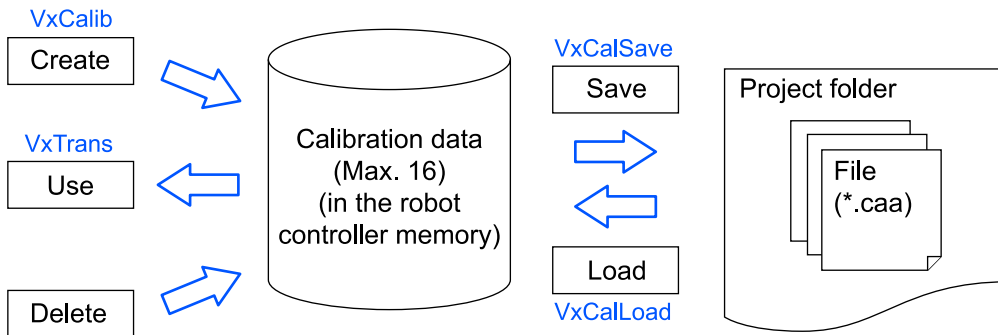 VxCalib
Create
VxTrans
Use
Delete
Calibration data
(Max. 16)
(in the robot
controller memory)
VxCalSave
Save
Load
VxCalLoad
Project folder
File
(*.caa)